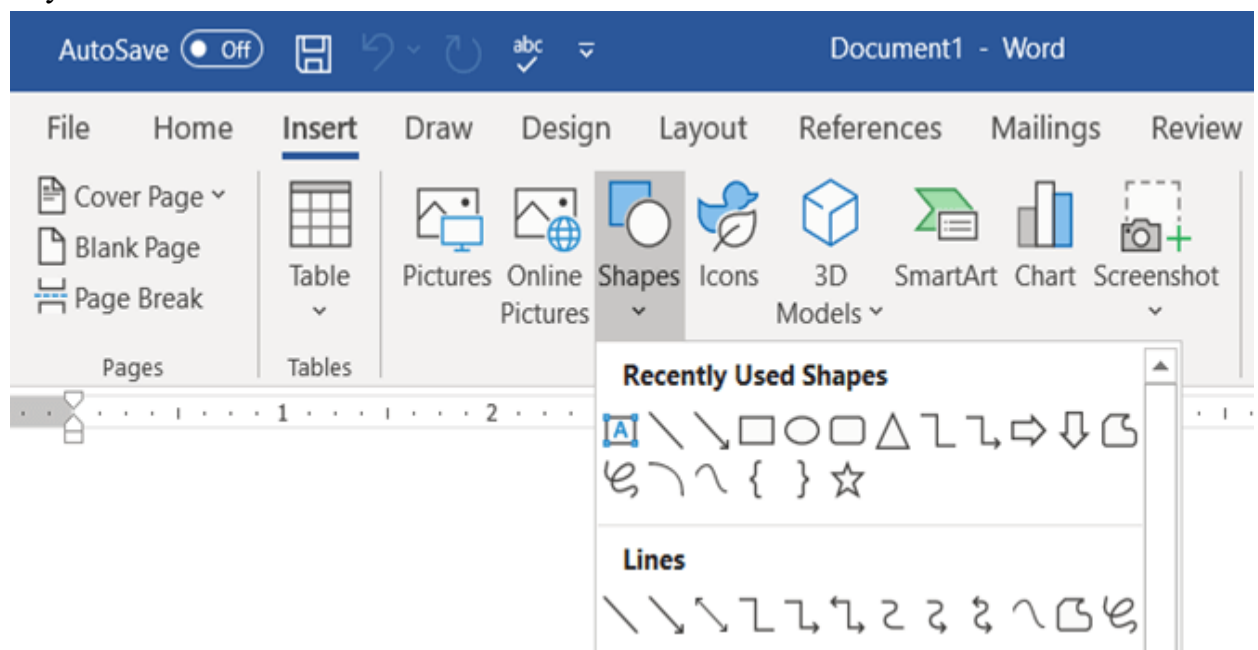 AutoSave Off abc Document1 - Word
File Home Insert Draw Design Layout References Mailings Review
Cover Page
Blank Page
Page Break
Pages
Table
Tables
Pictures
Online
Pictures
Shapes
Icons
3D
Models
SmartArt
Chart
Screenshot
1 2
Recently Used Shapes
A
{ }
Lines